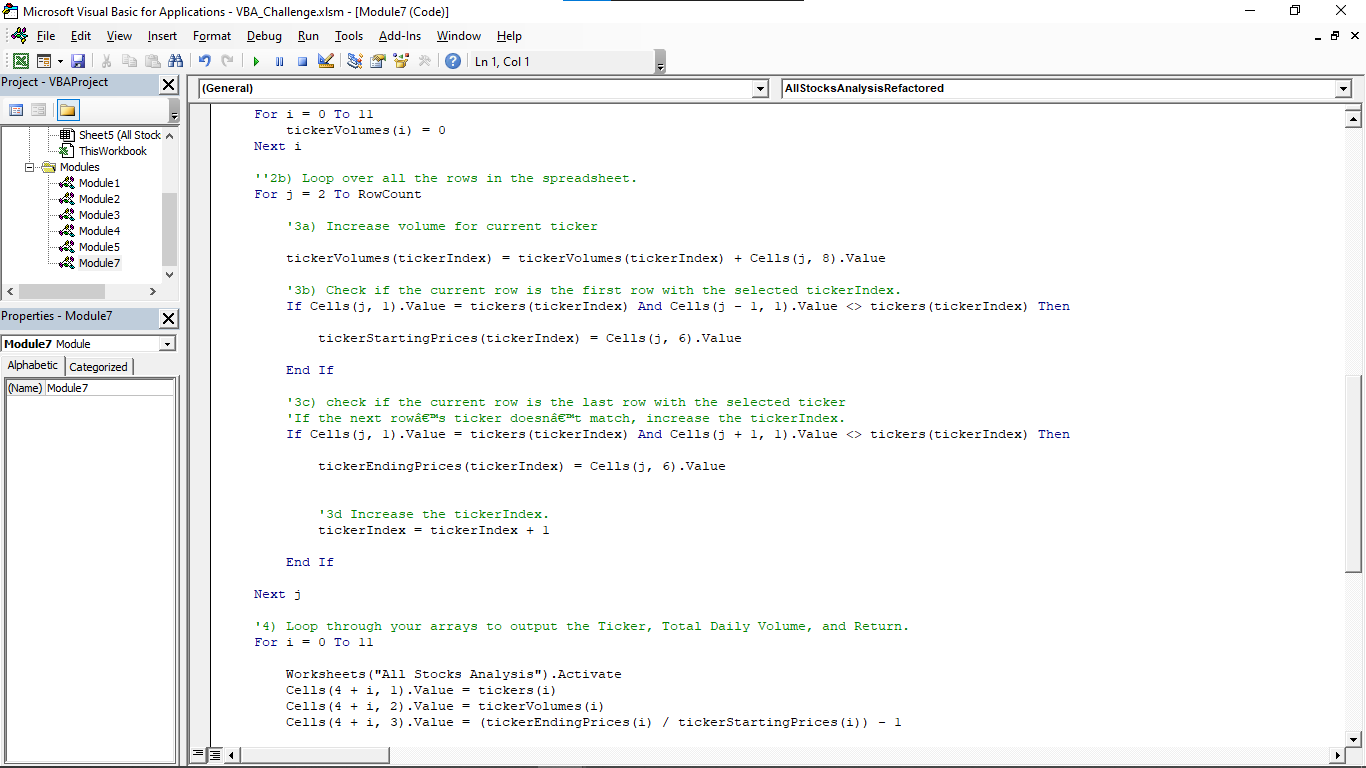 Microsoft Visual Basic for Applications - VBA_Challenge.xlsm - [Module7 (Code)]
File Edit View Insert Format Debug Run Tools Add-Ins Window Help
Ln 1, Col 1
Project - VBAProject
Sheet5 (All Stock
ThisWorkbook
Modules
Module1
Module2
Module3
Module4
Module5
Module7
Properties - Module7
Module7 Module
Alphabetic Categorized
(Name) Module7
(General)
AllStocksAnalysisRefactored
For i = 0 To 11
tickerVolumes(i) = 0
Next i
''2b) Loop over all the rows in the spreadsheet.
For j = 2 To RowCount
'3a) Increase volume for current ticker
tickerVolumes(tickerIndex) = tickerVolumes(tickerIndex) + Cells(j, 8).Value
'3b) Check if the current row is the first row with the selected tickerIndex.
If Cells(j, 1).Value = tickers(tickerIndex) And Cells(j - 1, 1).Value <> tickers(tickerIndex) Then
tickerStartingPrices(tickerIndex) = Cells(j, 6).Value
End If
'3c) check if the current row is the last row with the selected ticker
'If the next rowâ€™s ticker doesnâ€™t match, increase the tickerIndex.
If Cells(j, 1).Value = tickers(tickerIndex) And Cells(j + 1, 1).Value <> tickers(tickerIndex) Then
tickerEndingPrices(tickerIndex) = Cells(j, 6).Value
'3d Increase the tickerIndex.
tickerIndex = tickerIndex + 1
End If
Next j
'4) Loop through your arrays to output the Ticker, Total Daily Volume, and Return.
For i = 0 To 11
Worksheets("All Stocks Analysis").Activate
Cells(4 + i, 1).Value = tickers(i)
Cells(4 + i, 2).Value = tickerVolumes(i)
Cells(4 + i, 3).Value = (tickerEndingPrices(i) / tickerStartingPrices(i)) - 1